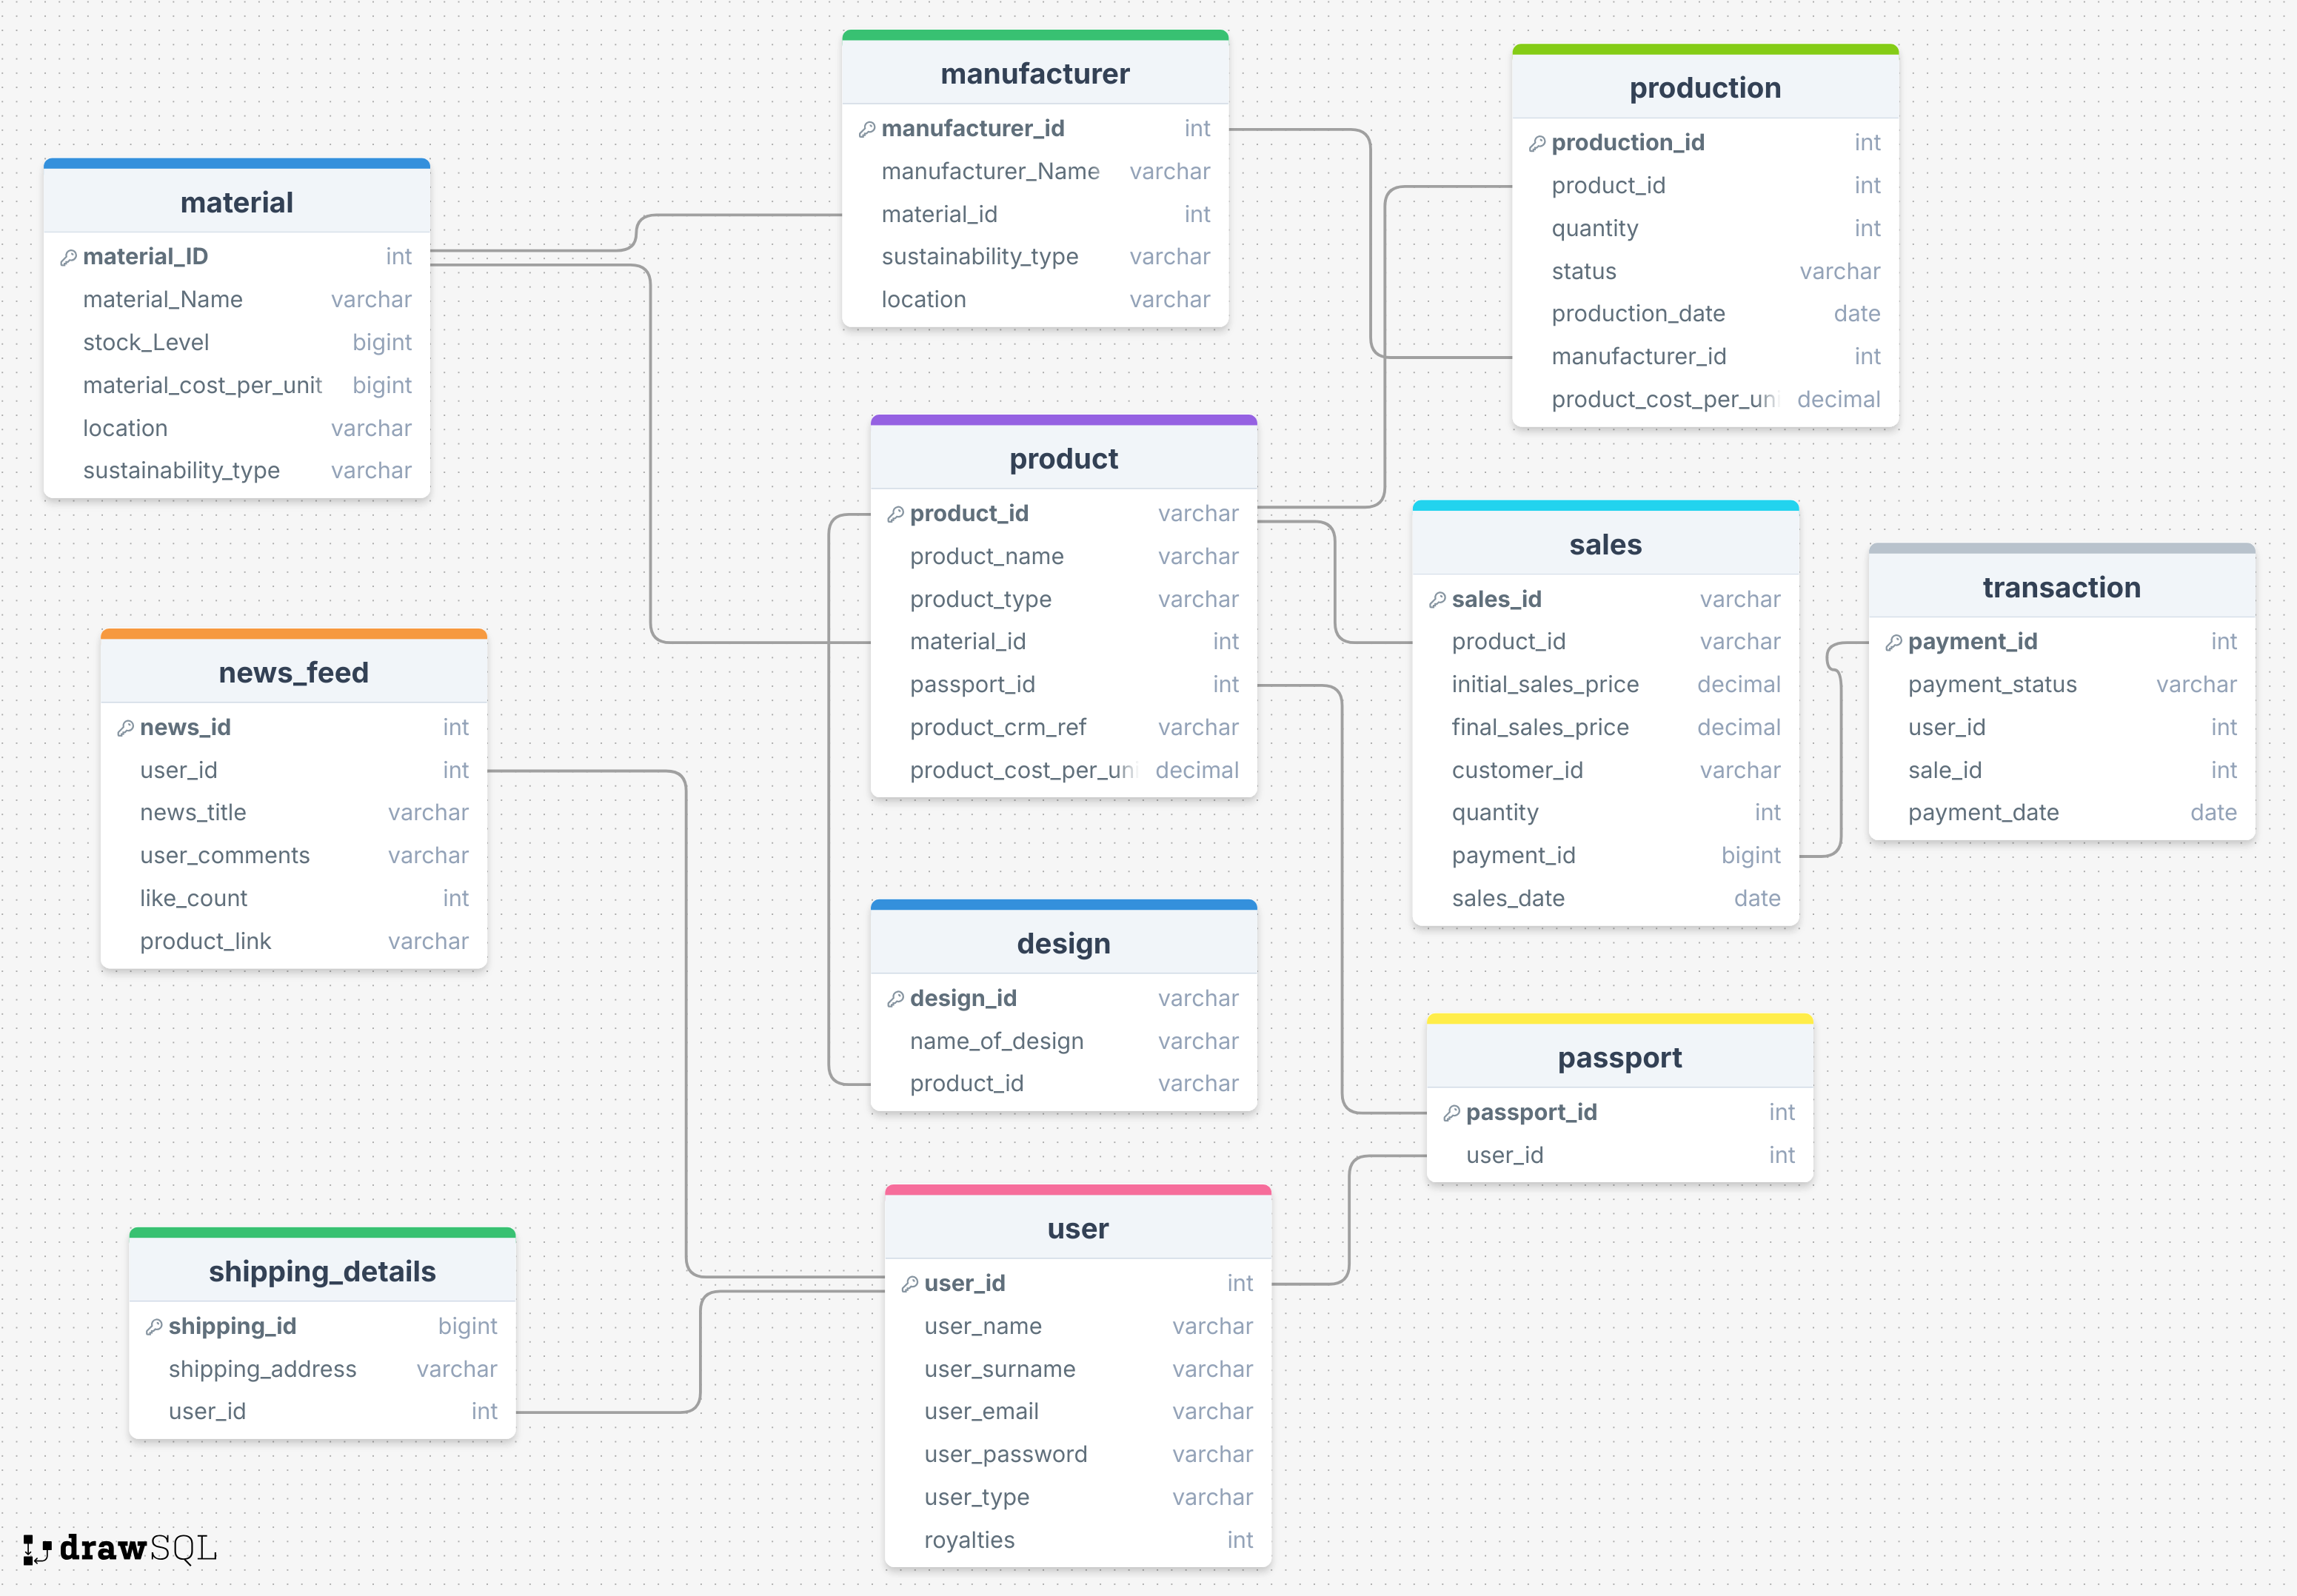 manufacturer
manufacturer_id int
manufacturer_Name varchar
material_id int
sustainability_type varchar
location varchar
production
production_id int
product_id int
quantity int
status varchar
production_date date
manufacturer_id int
product_cost_per_uni decimal
material
material_ID int
material_Name varchar
stock_Level bigint
material_cost_per_unit bigint
location varchar
sustainability_type varchar
product
product_id varchar
product_name varchar
product_type varchar
material_id int
passport_id int
product_crm_ref varchar
product_cost_per_uni decimal
sales
sales_id varchar
product_id varchar
initial_sales_price decimal
final_sales_price decimal
customer_id varchar
quantity int
payment_id bigint
sales_date date
transaction
payment_id int
payment_status varchar
user_id int
sale_id int
payment_date date
news_feed
news_id int
user_id int
news_title varchar
user_comments varchar
like_count int
product_link varchar
design
design_id varchar
name_of_design varchar
product_id varchar
passport
passport_id int
user_id int
user
user_id int
user_name varchar
user_surname varchar
user_email varchar
user_password varchar
user_type varchar
royalties int
shipping_details
shipping_id bigint
shipping_address varchar
user_id int
drawSQL